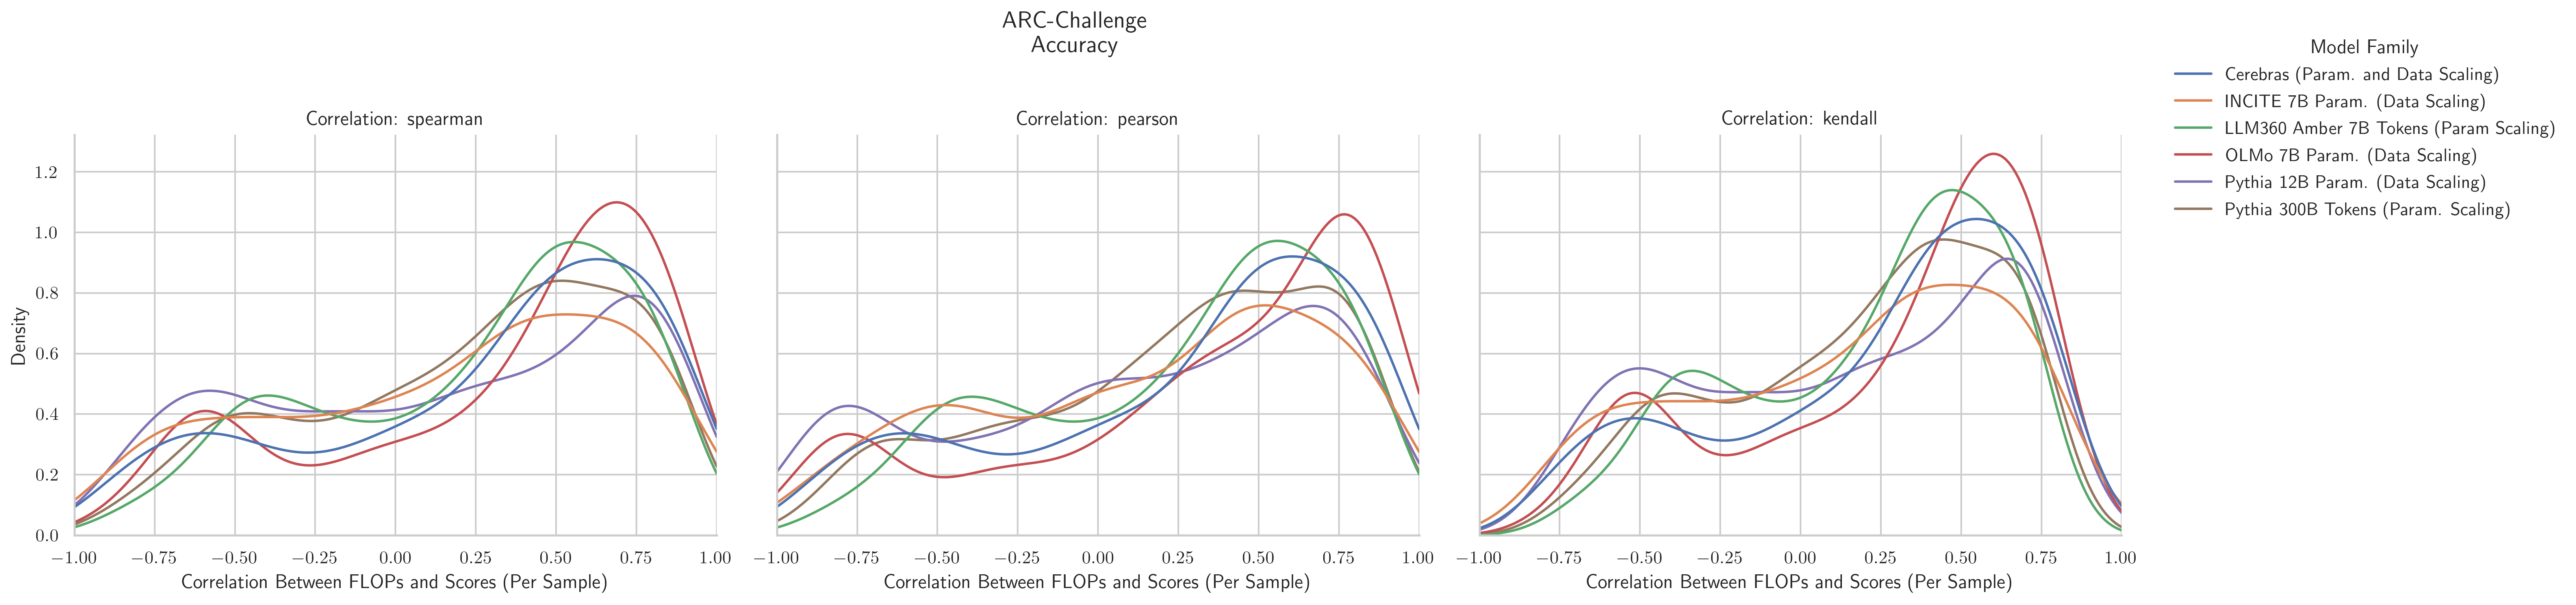 ARC-Challenge
Accuracy
Model Family
Cerebras (Param. and Data Scaling)
INCITE 7B Param. (Data Scaling)
LLM360 Amber 7B Tokens (Param Scaling)
OLMo 7B Param. (Data Scaling)
Pythia 12B Param. (Data Scaling)
Pythia 300B Tokens (Param. Scaling)
Correlation: spearman
Correlation: pearson
Correlation: kendall
Density
1.2
1.0
0.8
0.6
0.4
0.2
0.0
−1.00 −0.75 −0.50 −0.25 0.00 0.25 0.50 0.75 1.00
−1.00 −0.75 −0.50 −0.25 0.00 0.25 0.50 0.75 1.00
−1.00 −0.75 −0.50 −0.25 0.00 0.25 0.50 0.75 1.00
Correlation Between FLOPs and Scores (Per Sample)
Correlation Between FLOPs and Scores (Per Sample)
Correlation Between FLOPs and Scores (Per Sample)